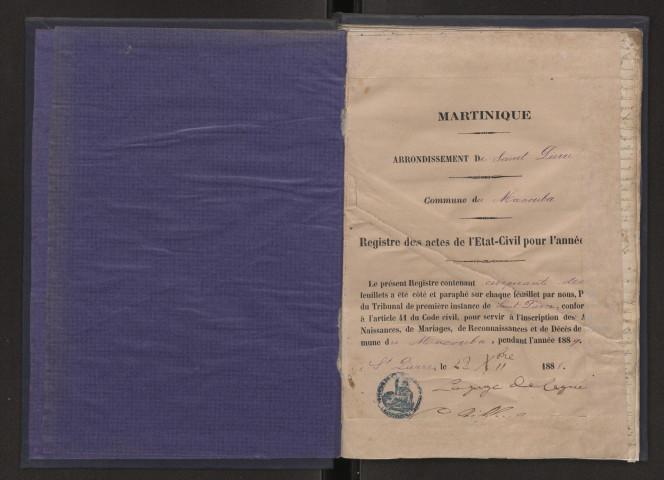 MARTINIQUE
ARRONDISSEMENT De Saint Pierre
Commune du Macouba
Registre des actes de l'Etat-Civil pour l'année
Le présent Registre contenant cinquante deux
feuillets a été coté et paraphé sur chaque feuillet par nous, P
du Tribunal de première instance de Saint Pierre, confor
à l'article 41 du Code civil, pour servir à l'inscription des A
Naissances, de Mariages, de Reconnaissances et de Décès de
mune du Macouba, pendant l'année 188
St Pierre, le Xbre 188